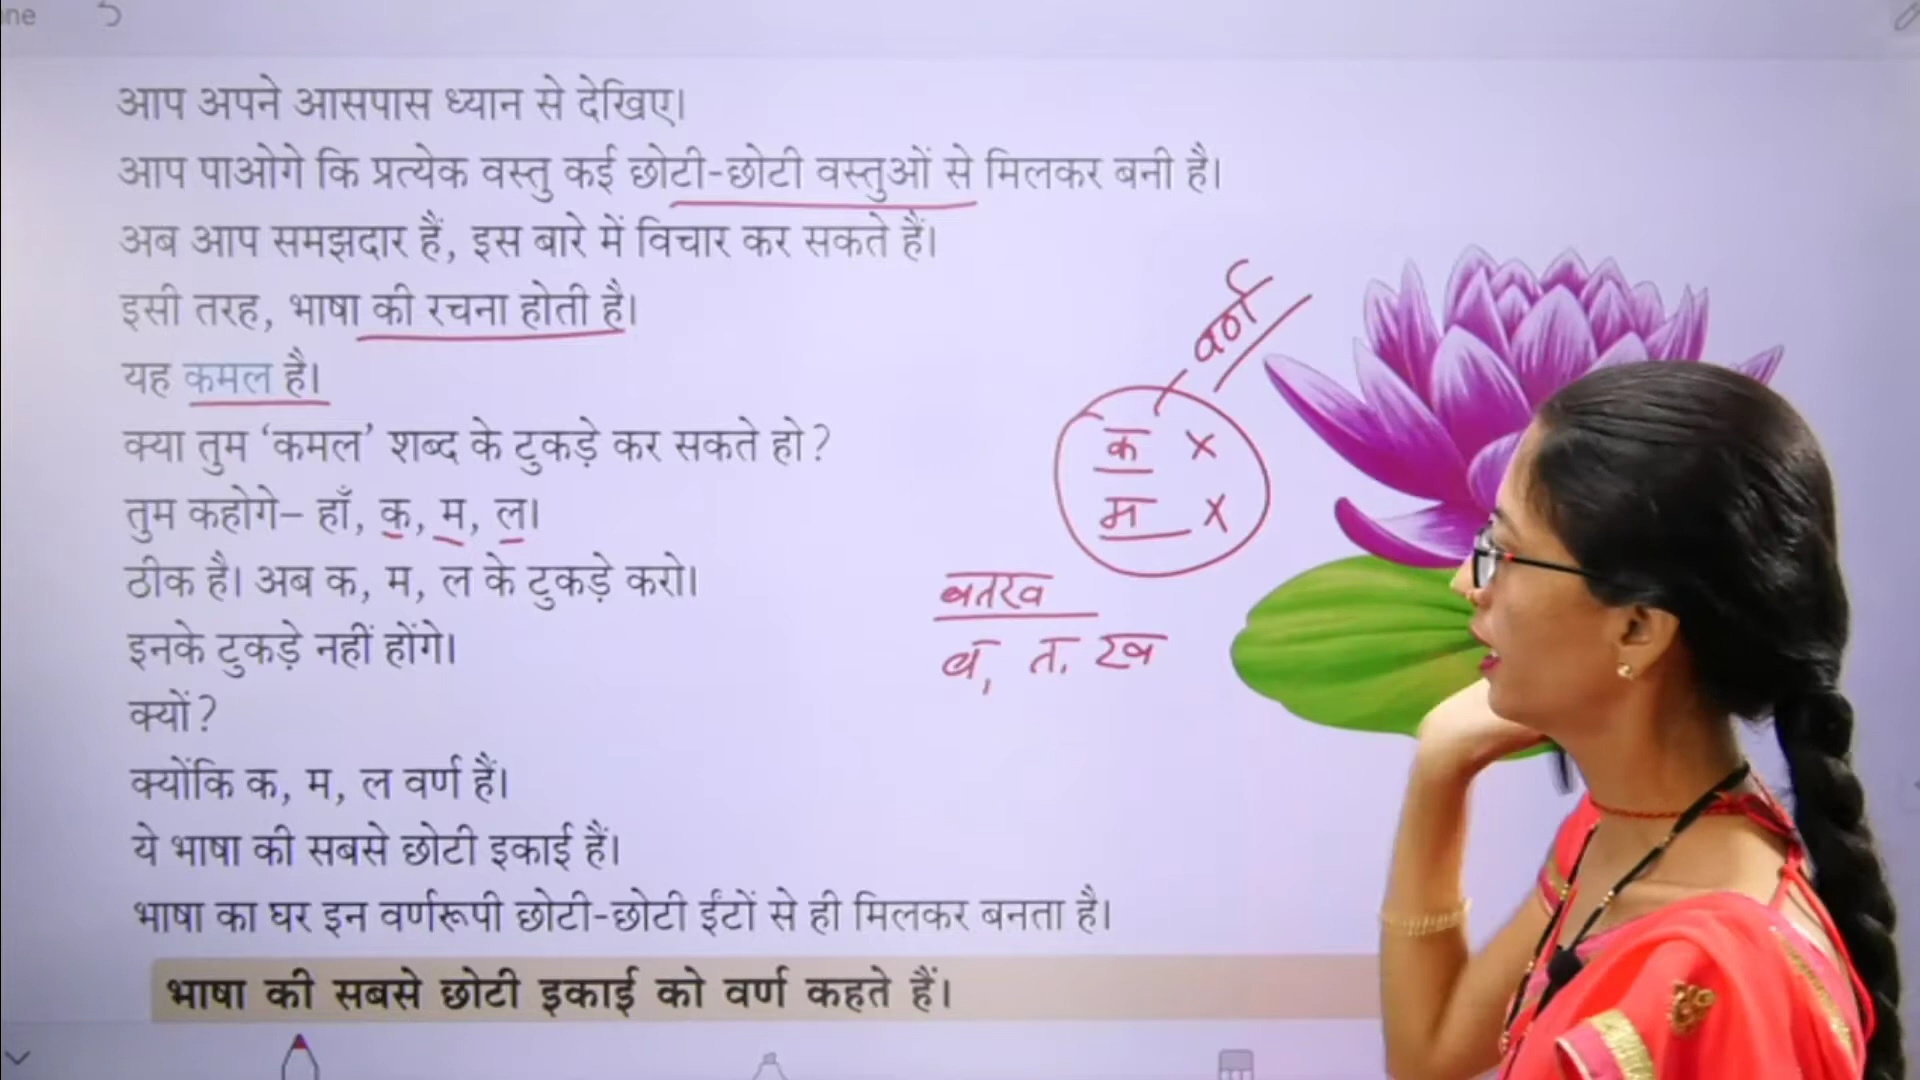 आप अपने आसपास ध्यान से देखिए।
आप पाओगे कि प्रत्येक वस्तु कई छोटी-छोटी वस्तुओं से मिलकर बनी है।
अब आप समझदार हैं, इस बारे में विचार कर सकते हैं।
इसी तरह, भाषा की रचना होती है।
यह कमल है।
क्या तुम ‘कमल’ शब्द के टुकड़े कर सकते हो?
तुम कहोगे– हाँ, क, म, ल।
ठीक है। अब क, म, ल के टुकड़े करो।
इनके टुकड़े नहीं होंगे।
क्यों?
क्योंकि क, म, ल वर्ण हैं।
ये भाषा की सबसे छोटी इकाई हैं।
भाषा का घर इन वर्णरूपी छोटी-छोटी ईंटों से ही मिलकर बनता है।
भाषा की सबसे छोटी इकाई को वर्ण कहते हैं।
वर्ण
क ×
म ×
बतख
ब, त, ख